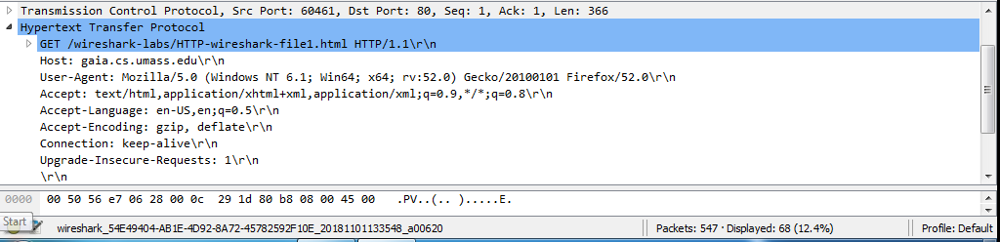 Transmission Control Protocol, Src Port: 60461, Dst Port: 80, Seq: 1, Ack: 1, Len: 366
Hypertext Transfer Protocol
GET /wireshark-labs/HTTP-wireshark-file1.html HTTP/1.1\r\n
Host: gaia.cs.umass.edu\r\n
User-Agent: Mozilla/5.0 (Windows NT 6.1; Win64; x64; rv:52.0) Gecko/20100101 Firefox/52.0\r\n
Accept: text/html,application/xhtml+xml,application/xml;q=0.9,*/*;q=0.8\r\n
Accept-Language: en-US,en;q=0.5\r\n
Accept-Encoding: gzip, deflate\r\n
Connection: keep-alive\r\n
Upgrade-Insecure-Requests: 1\r\n
\r\n
0000 00 50 56 e7 06 28 00 0c 29 1d 80 b8 08 00 45 00 .PV..(.. ).....E.
Start
wireshark_54E49404-AB1E-4D92-8A72-45782592F10E_20181101133548_a00620 Packets: 547 · Displayed: 68 (12.4%) Profile: Default